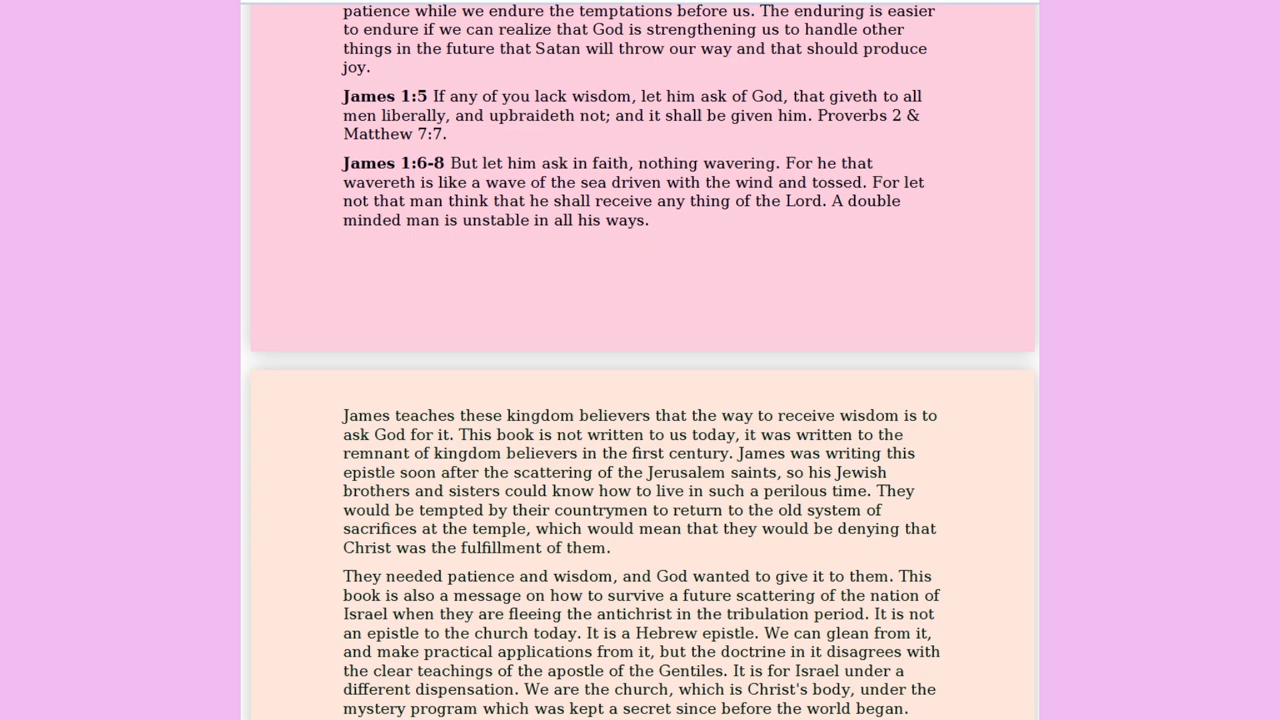 patience while we endure the temptations before us. The enduring is easier
to endure if we can realize that God is strengthening us to handle other
things in the future that Satan will throw our way and that should produce
joy.
James 1:5 If any of you lack wisdom, let him ask of God, that giveth to all
men liberally, and upbraideth not; and it shall be given him. Proverbs 2 &
Matthew 7:7.
James 1:6-8 But let him ask in faith, nothing wavering. For he that
wavereth is like a wave of the sea driven with the wind and tossed. For let
not that man think that he shall receive any thing of the Lord. A double
minded man is unstable in all his ways.
James teaches these kingdom believers that the way to receive wisdom is to
ask God for it. This book is not written to us today, it was written to the
remnant of kingdom believers in the first century. James was writing this
epistle soon after the scattering of the Jerusalem saints, so his Jewish
brothers and sisters could know how to live in such a perilous time. They
would be tempted by their countrymen to return to the old system of
sacrifices at the temple, which would mean that they would be denying that
Christ was the fulfillment of them.
They needed patience and wisdom, and God wanted to give it to them. This
book is also a message on how to survive a future scattering of the nation of
Israel when they are fleeing the antichrist in the tribulation period. It is not
an epistle to the church today. It is a Hebrew epistle. We can glean from it,
and make practical applications from it, but the doctrine in it disagrees with
the clear teachings of the apostle of the Gentiles. It is for Israel under a
different dispensation. We are the church, which is Christ's body, under the
mystery program which was kept a secret since before the world began.